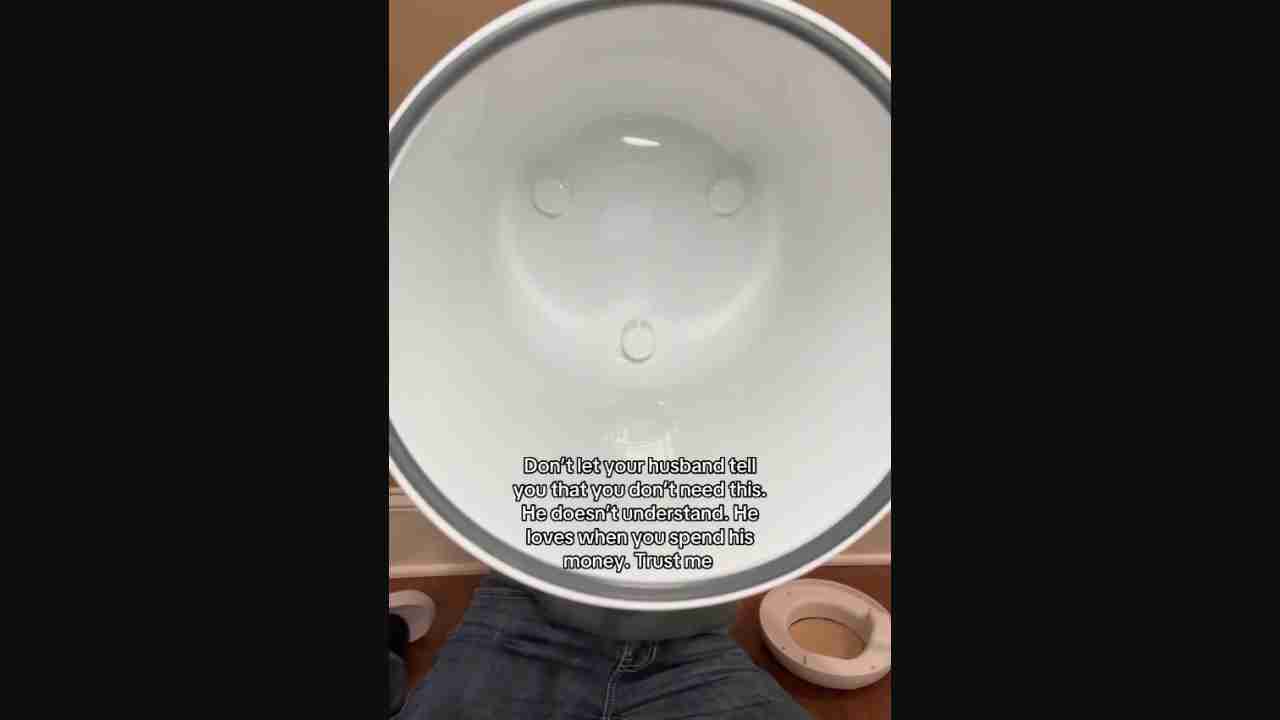 Don't let your husband tell
you that you don't need this.
He doesn't understand. He
loves when you spend his
money. Trust me